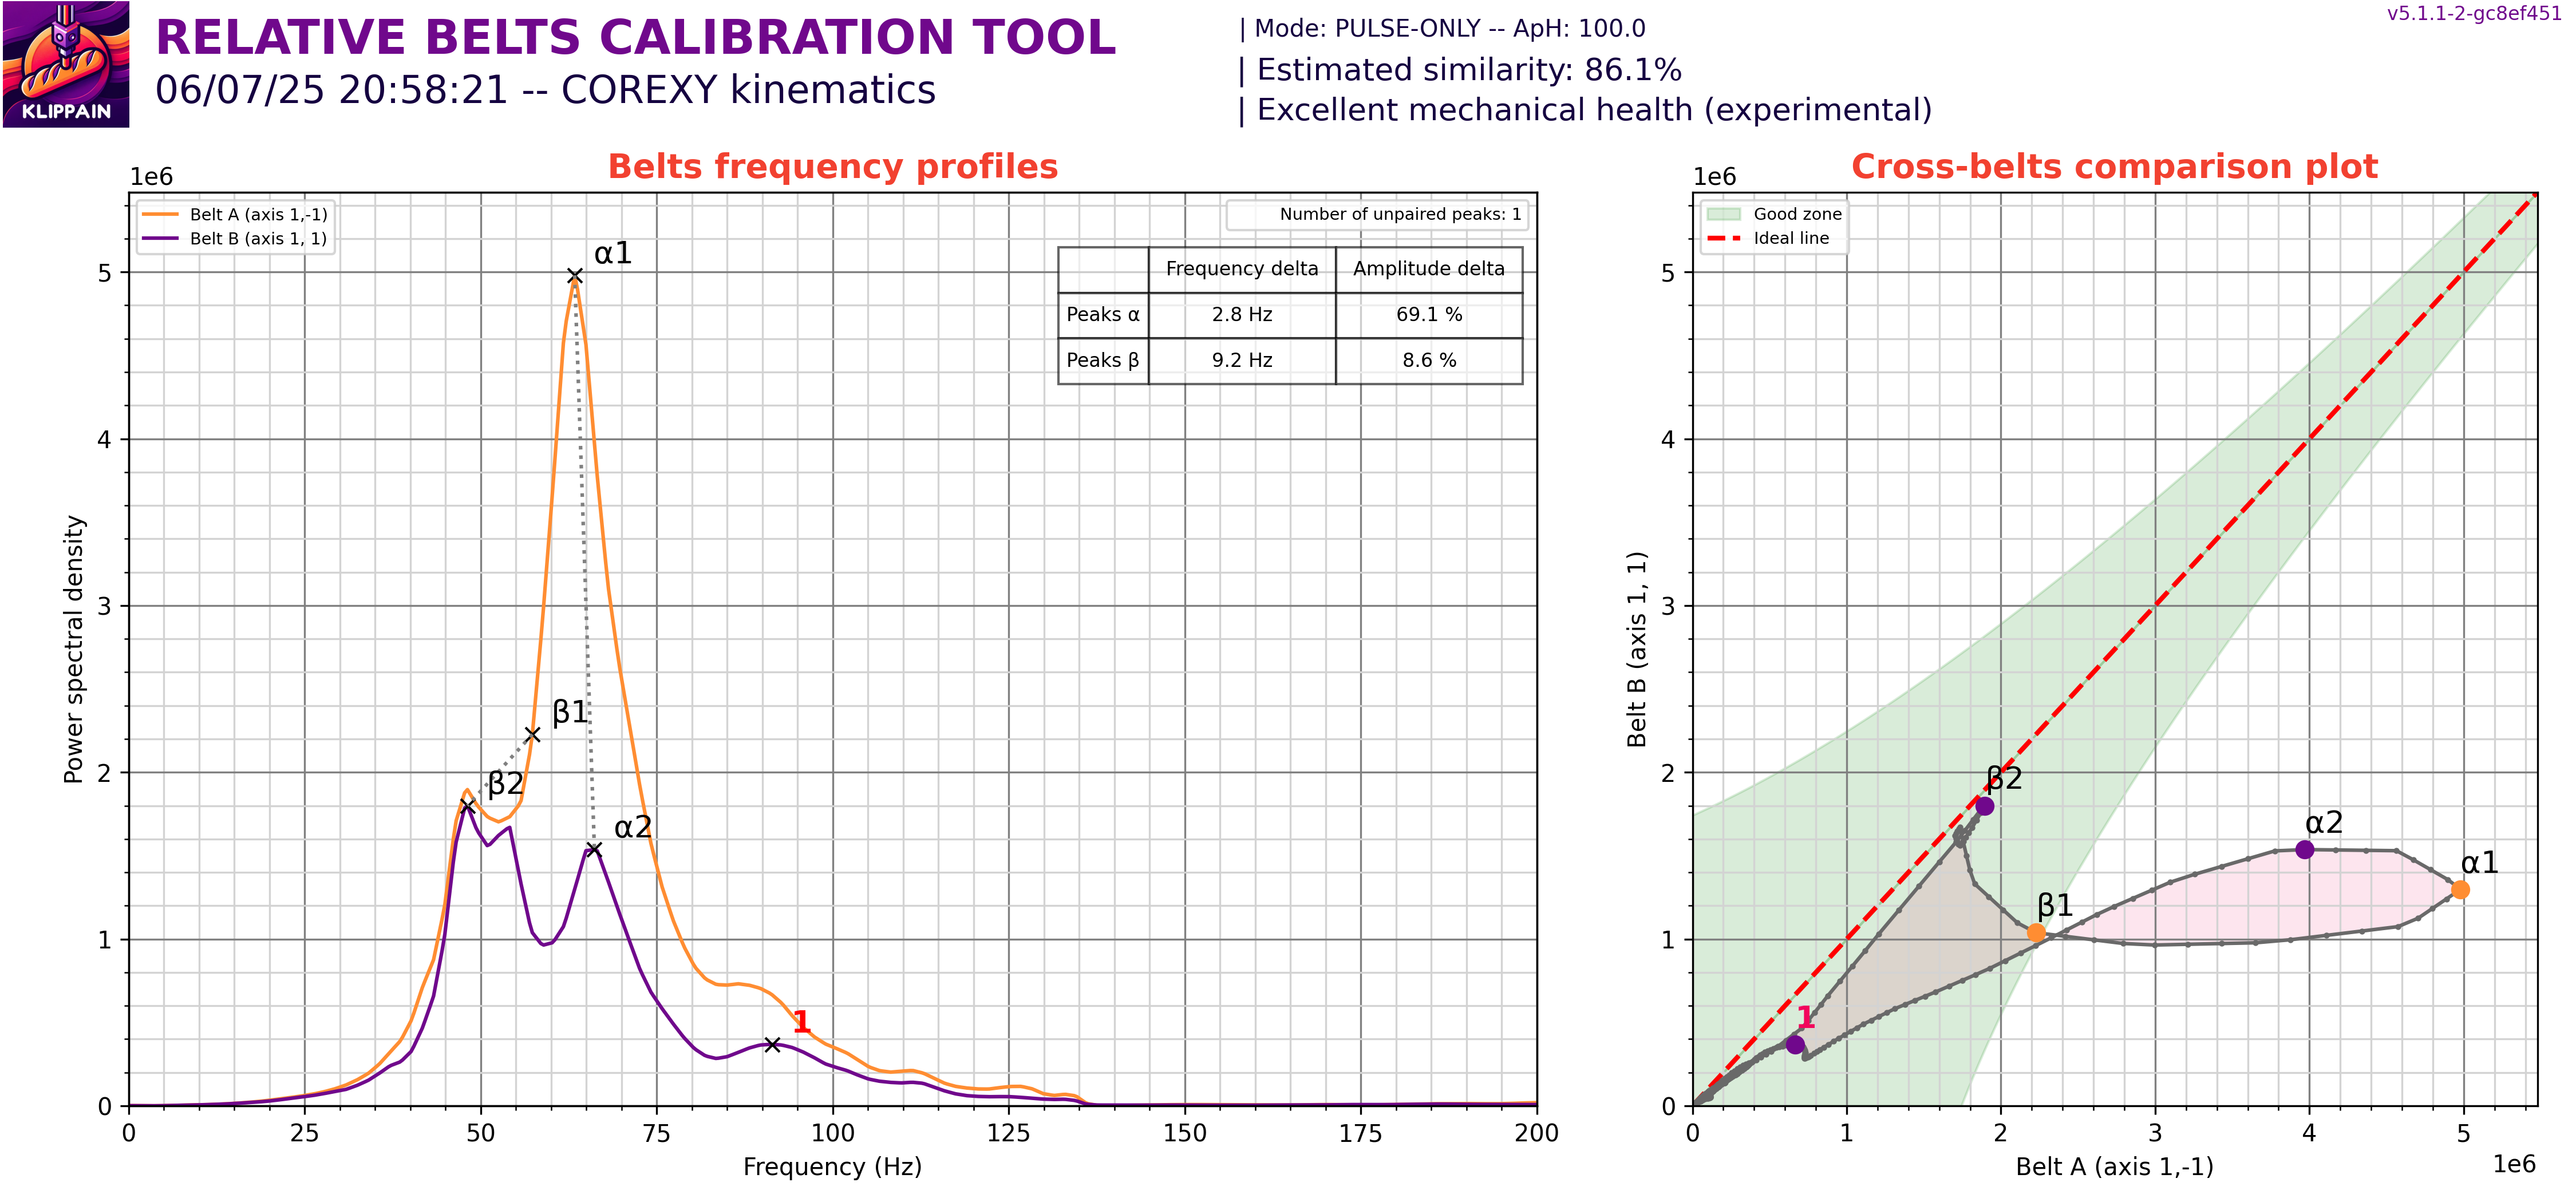 KLIPPAIN
RELATIVE BELTS CALIBRATION TOOL
06/07/25 20:58:21 -- COREXY kinematics
| Mode: PULSE-ONLY -- ApH: 100.0
| Estimated similarity: 86.1%
| Excellent mechanical health (experimental)
v5.1.1-2-gc8ef451
Belts frequency profiles
1e6
Belt A (axis 1,-1)
Belt B (axis 1, 1)
Number of unpaired peaks: 1
Frequency delta Amplitude delta
Peaks α 2.8 Hz 69.1 %
Peaks β 9.2 Hz 8.6 %
α1
β1
β2
α2
1
5
4
3
2
1
0
Power spectral density
0 25 50 75 100 125 150 175 200
Frequency (Hz)
Cross-belts comparison plot
1e6
Good zone
Ideal line
β2
α2
α1
β1
1
5
4
3
2
1
0
Belt B (axis 1, 1)
0 1 2 3 4 5
1e6
Belt A (axis 1,-1)